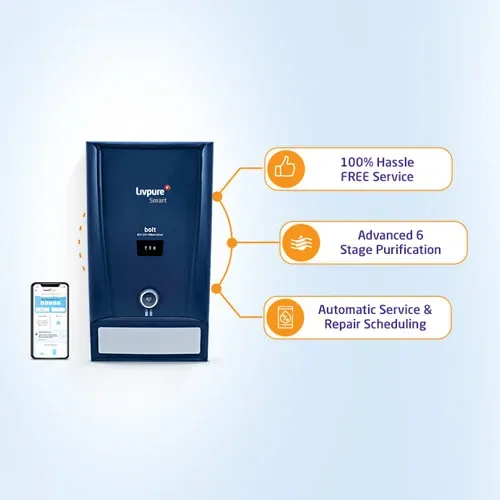 Livpure
Smart
bolt
100% Hassle
FREE Service
Advanced 6
Stage Purification
Automatic Service &
Repair Scheduling